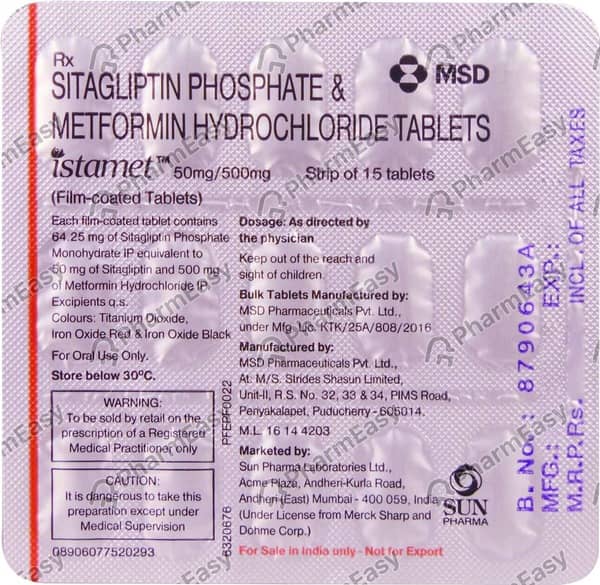 Rx
SITAGLIPTIN PHOSPHATE &
METFORMIN HYDROCHLORIDE TABLETS
MSD
istamet™ 50mg/500mg Strip of 15 tablets
(Film-coated Tablets)
Each film-coated tablet contains
64.25 mg of Sitagliptin Phosphate
Monohydrate IP equivalent to
50 mg of Sitagliptin and 500 mg
of Metformin Hydrochloride IP
Excipients q.s.
Colours: Titanium Dioxide,
Iron Oxide Red & Iron Oxide Black
For Oral Use Only.
Store below 30ºC.
WARNING:
To be sold by retail on the
prescription of a Registered
Medical Practitioner only
CAUTION:
It is dangerous to take this
preparation except under
Medical Supervision
08906077520293
PFEPF0022
6320676
Dosage: As directed by
the physician
Keep out of the reach and
sight of children.
Bulk Tablets Manufactured by:
MSD Pharmaceuticals Pvt. Ltd.,
under Mfg. Lic. KTK/25A/808/2016
Manufactured by:
MSD Pharmaceuticals Pvt. Ltd.,
At: M/S. Strides Shasun Limited,
Unit-II, R.S. No. 32, 33 & 34, PIMS Road,
Periyakalapet, Puducherry - 605014.
M.L. 16 14 4203
Marketed by:
Sun Pharma Laboratories Ltd.,
Acme Plaza, Andheri-Kurla Road,
Andheri (East) Mumbai - 400 059, India
(Under License from Merck Sharp and
Dohme Corp.)
For Sale in India only - Not for Export
SUN
PHARMA
B. No.: 8790643A
MFG.: EXP.:
M.R.P. Rs. INCL. OF ALL TAXES
PharmEasy